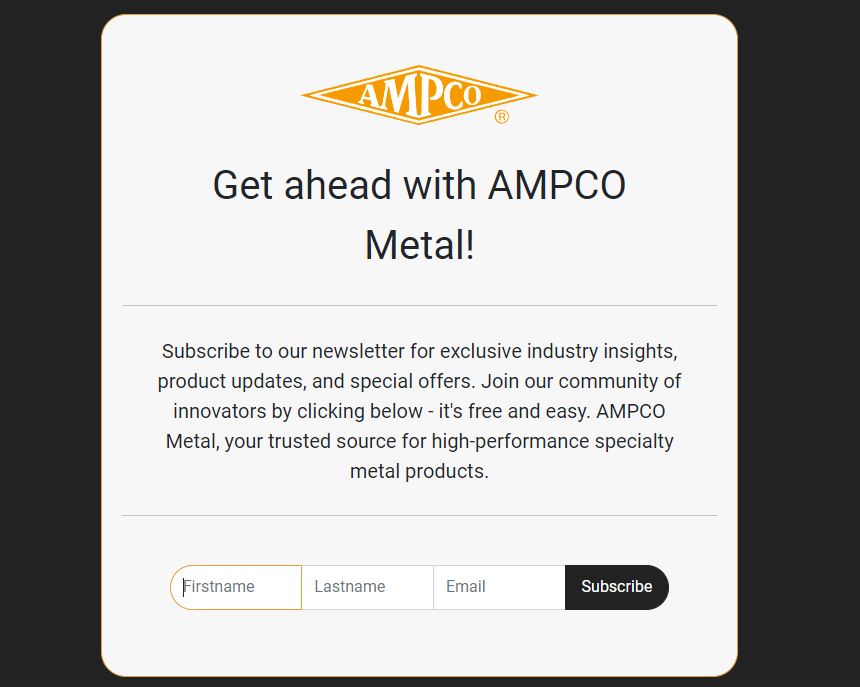 AMPCO
®
Get ahead with AMPCO
Metal!
Subscribe to our newsletter for exclusive industry insights,
product updates, and special offers. Join our community of
innovators by clicking below - it's free and easy. AMPCO
Metal, your trusted source for high-performance specialty
metal products.
Firstname Lastname Email Subscribe